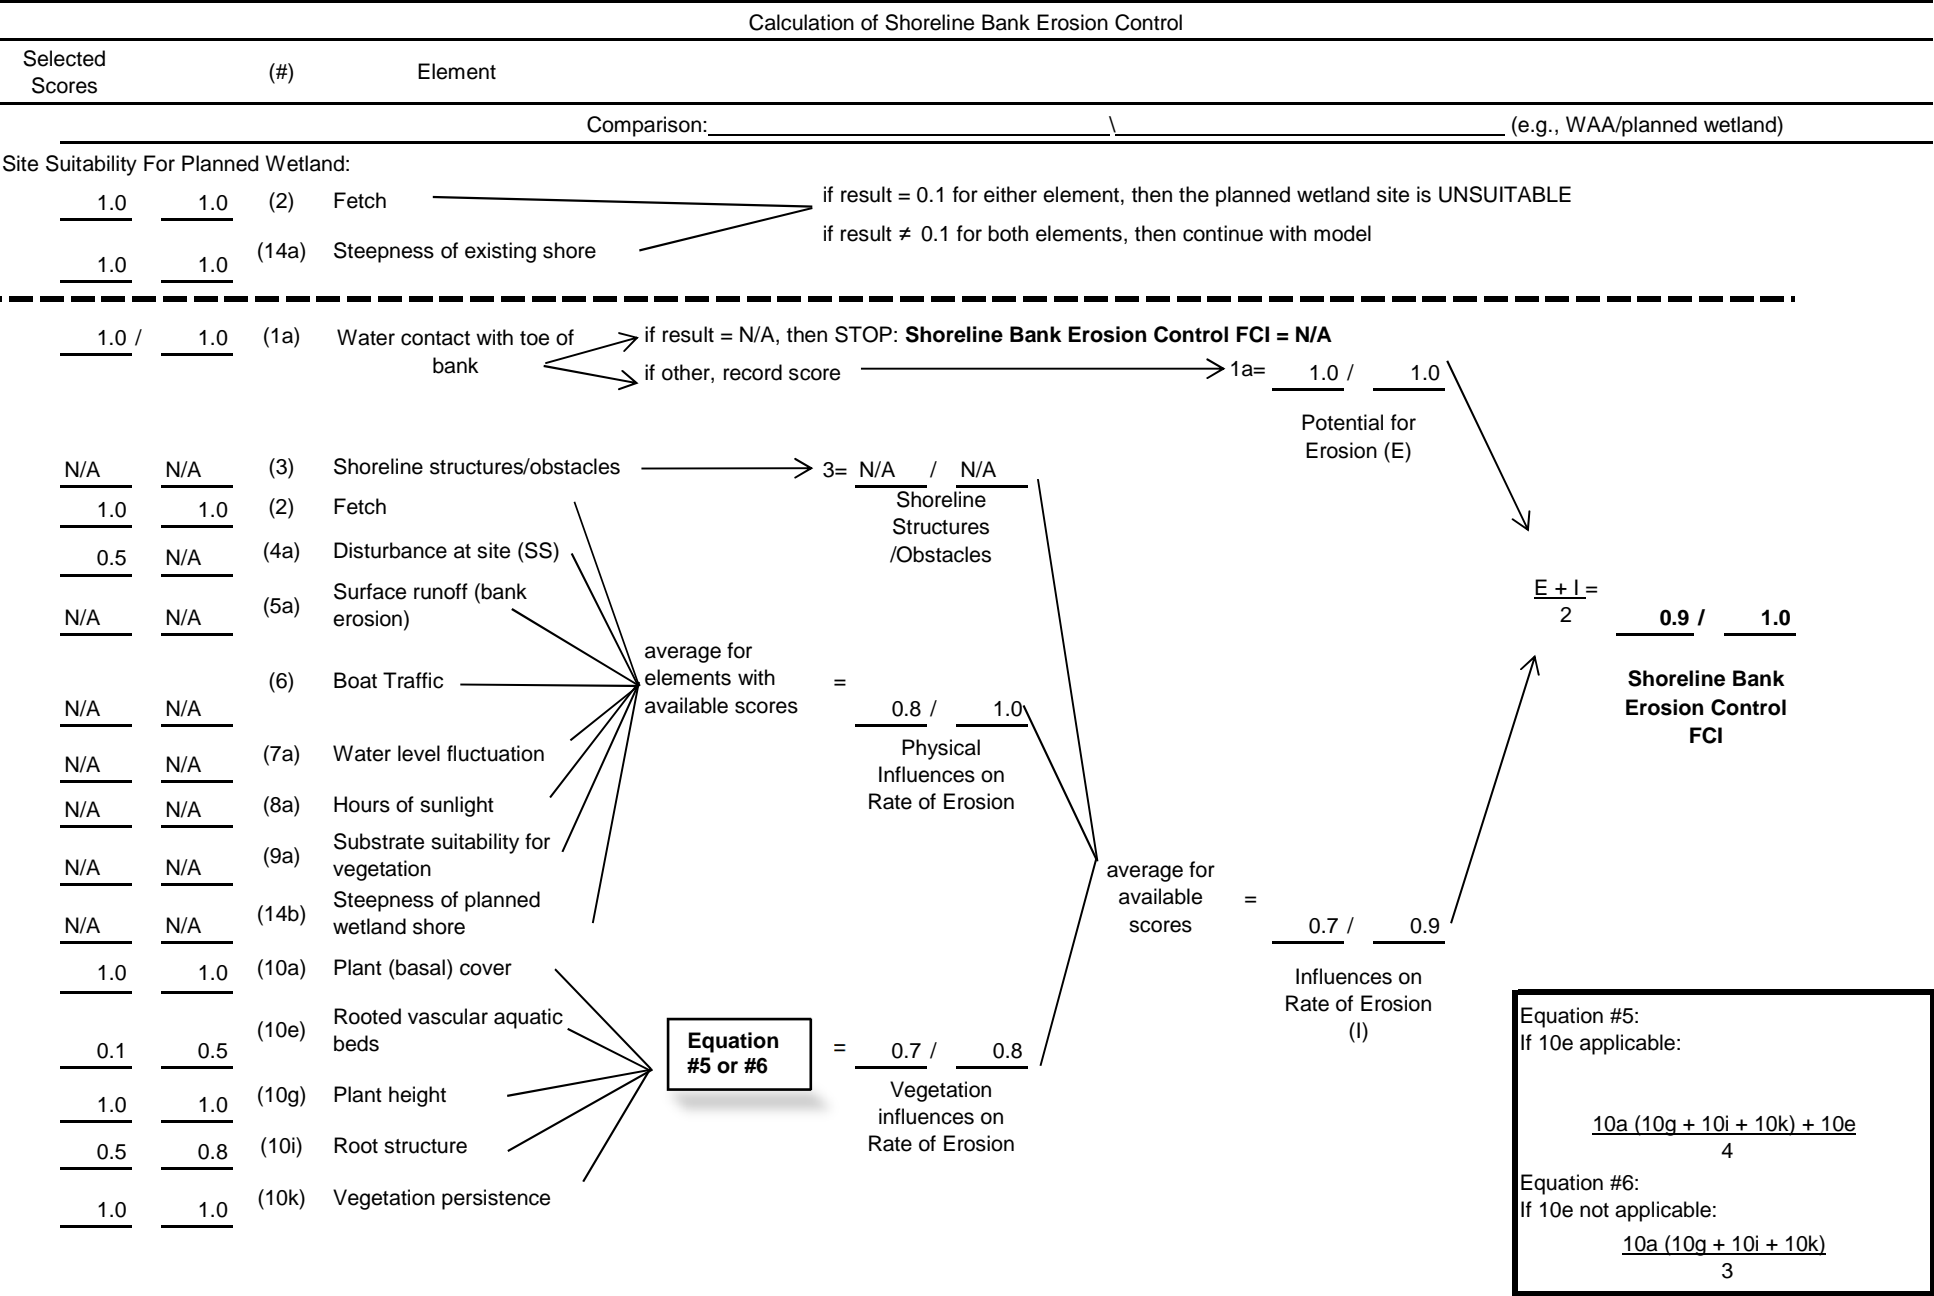 Calculation of Shoreline Bank Erosion Control
Selected Scores (#) Element
Comparison: \ (e.g., WAA/planned wetland)
Site Suitability For Planned Wetland:
1.0 1.0 (2) Fetch
if result = 0.1 for either element, then the planned wetland site is UNSUITABLE
if result ≠ 0.1 for both elements, then continue with model
1.0 1.0 (14a) Steepness of existing shore
1.0 / 1.0 (1a) Water contact with toe of
bank
if result = N/A, then STOP: Shoreline Bank Erosion Control FCI = N/A
if other, record score
1a= 1.0 / 1.0
Potential for
Erosion (E)
N/A N/A (3) Shoreline structures/obstacles
3= N/A / N/A
Shoreline
Structures
/Obstacles
1.0 1.0 (2) Fetch
0.5 N/A (4a) Disturbance at site (SS)
N/A N/A (5a) Surface runoff (bank
erosion)
N/A N/A (6) Boat Traffic
N/A N/A (7a) Water level fluctuation
N/A N/A (8a) Hours of sunlight
N/A N/A (9a) Substrate suitability for
vegetation
N/A N/A (14b) Steepness of planned
wetland shore
average for
elements with
available scores
= 0.8 / 1.0
Physical
Influences on
Rate of Erosion
1.0 1.0 (10a) Plant (basal) cover
0.1 0.5 (10e) Rooted vascular aquatic
beds
1.0 1.0 (10g) Plant height
0.5 0.8 (10i) Root structure
1.0 1.0 (10k) Vegetation persistence
Equation
#5 or #6
= 0.7 / 0.8
Vegetation
influences on
Rate of Erosion
average for
available
scores
= 0.7 / 0.9
Influences on
Rate of Erosion
(I)
E + I =
2
0.9 / 1.0
Shoreline Bank
Erosion Control
FCI
Equation #5:
If 10e applicable:
10a (10g + 10i + 10k) + 10e
4
Equation #6:
If 10e not applicable:
10a (10g + 10i + 10k)
3